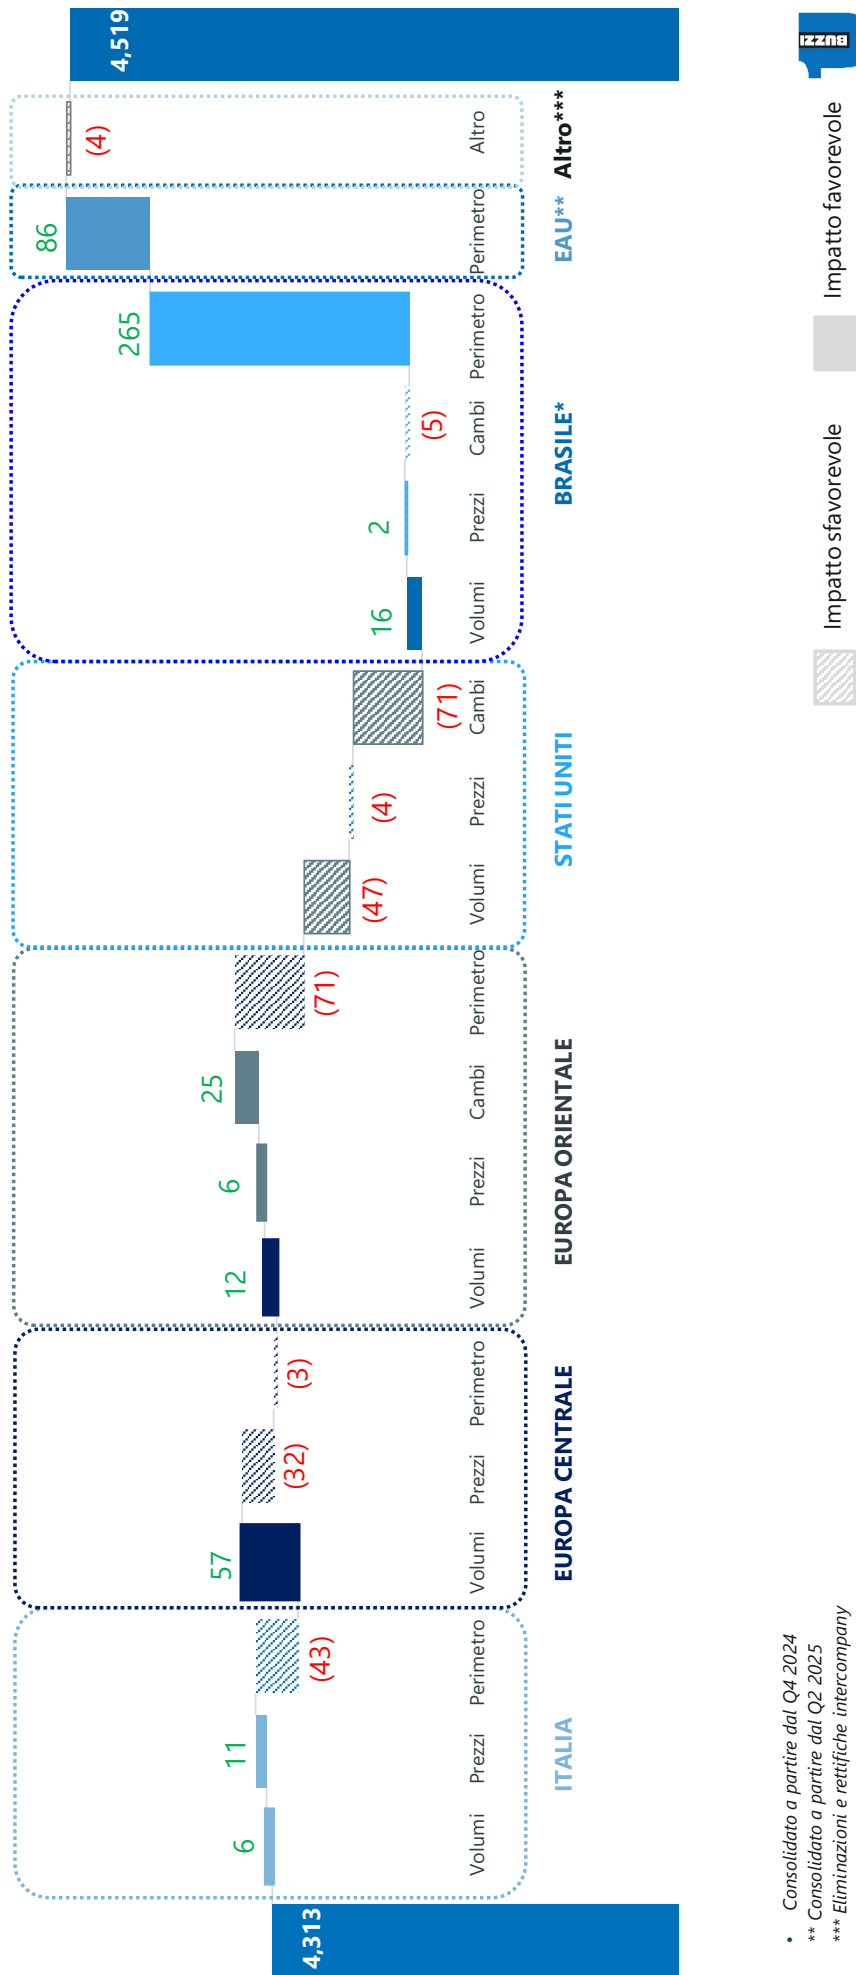 4,313
6
11
(43)
57
(32)
(3)
12
6
25
(71)
(47)
(4)
(71)
16
2
(5)
265
86
(4)
4,519
Volumi
Prezzi
Perimetro
Volumi
Prezzi
Perimetro
Volumi
Prezzi
Cambi
Perimetro
Volumi
Prezzi
Cambi
Volumi
Prezzi
Cambi
Perimetro
Perimetro
Altro
ITALIA
EUROPA CENTRALE
EUROPA ORIENTALE
STATI UNITI
BRASILE*
EAU**
Altro***
• Consolidato a partire dal Q4 2024
** Consolidato a partire dal Q2 2025
*** Eliminazioni e rettifiche intercompany
Impatto sfavorevole
Impatto favorevole
BUZZI